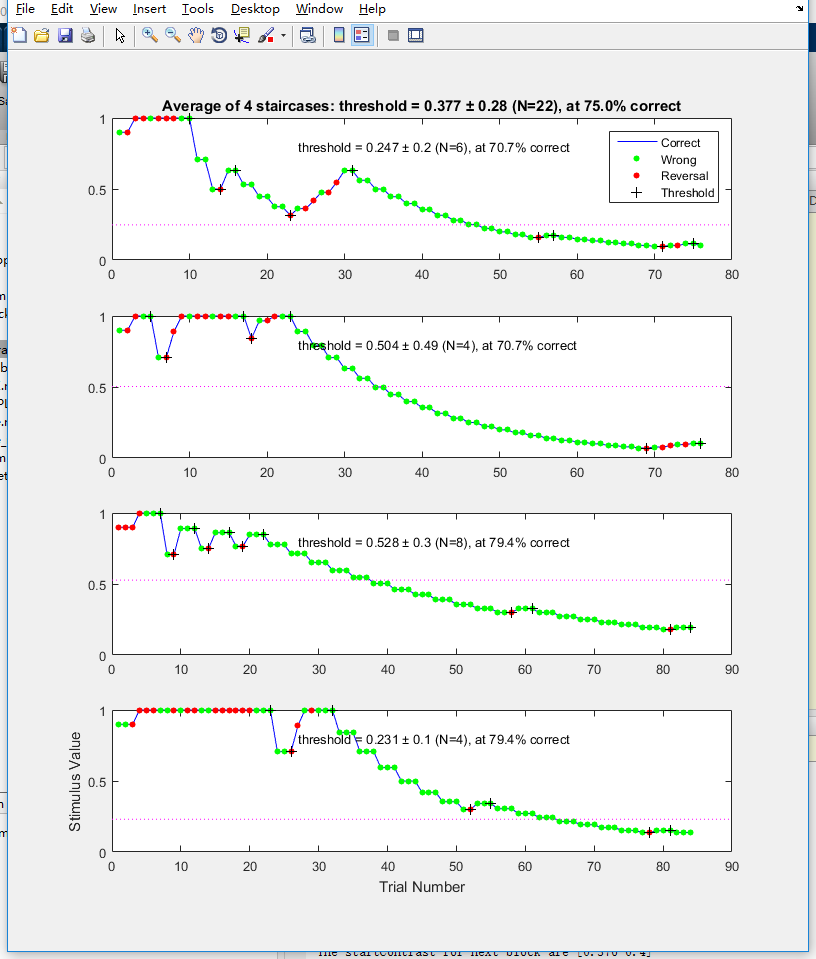 File Edit View Insert Tools Desktop Window Help
Average of 4 staircases: threshold = 0.377 ± 0.28 (N=22), at 75.0% correct
1
0.5
0
threshold = 0.247 ± 0.2 (N=6), at 70.7% correct
Correct
Wrong
Reversal
Threshold
0 10 20 30 40 50 60 70 80
1
0.5
0
threshold = 0.504 ± 0.49 (N=4), at 70.7% correct
0 10 20 30 40 50 60 70 80
1
0.5
0
threshold = 0.528 ± 0.3 (N=8), at 79.4% correct
0 10 20 30 40 50 60 70 80 90
Stimulus Value
1
0.5
0
threshold = 0.231 ± 0.1 (N=4), at 79.4% correct
0 10 20 30 40 50 60 70 80 90
Trial Number